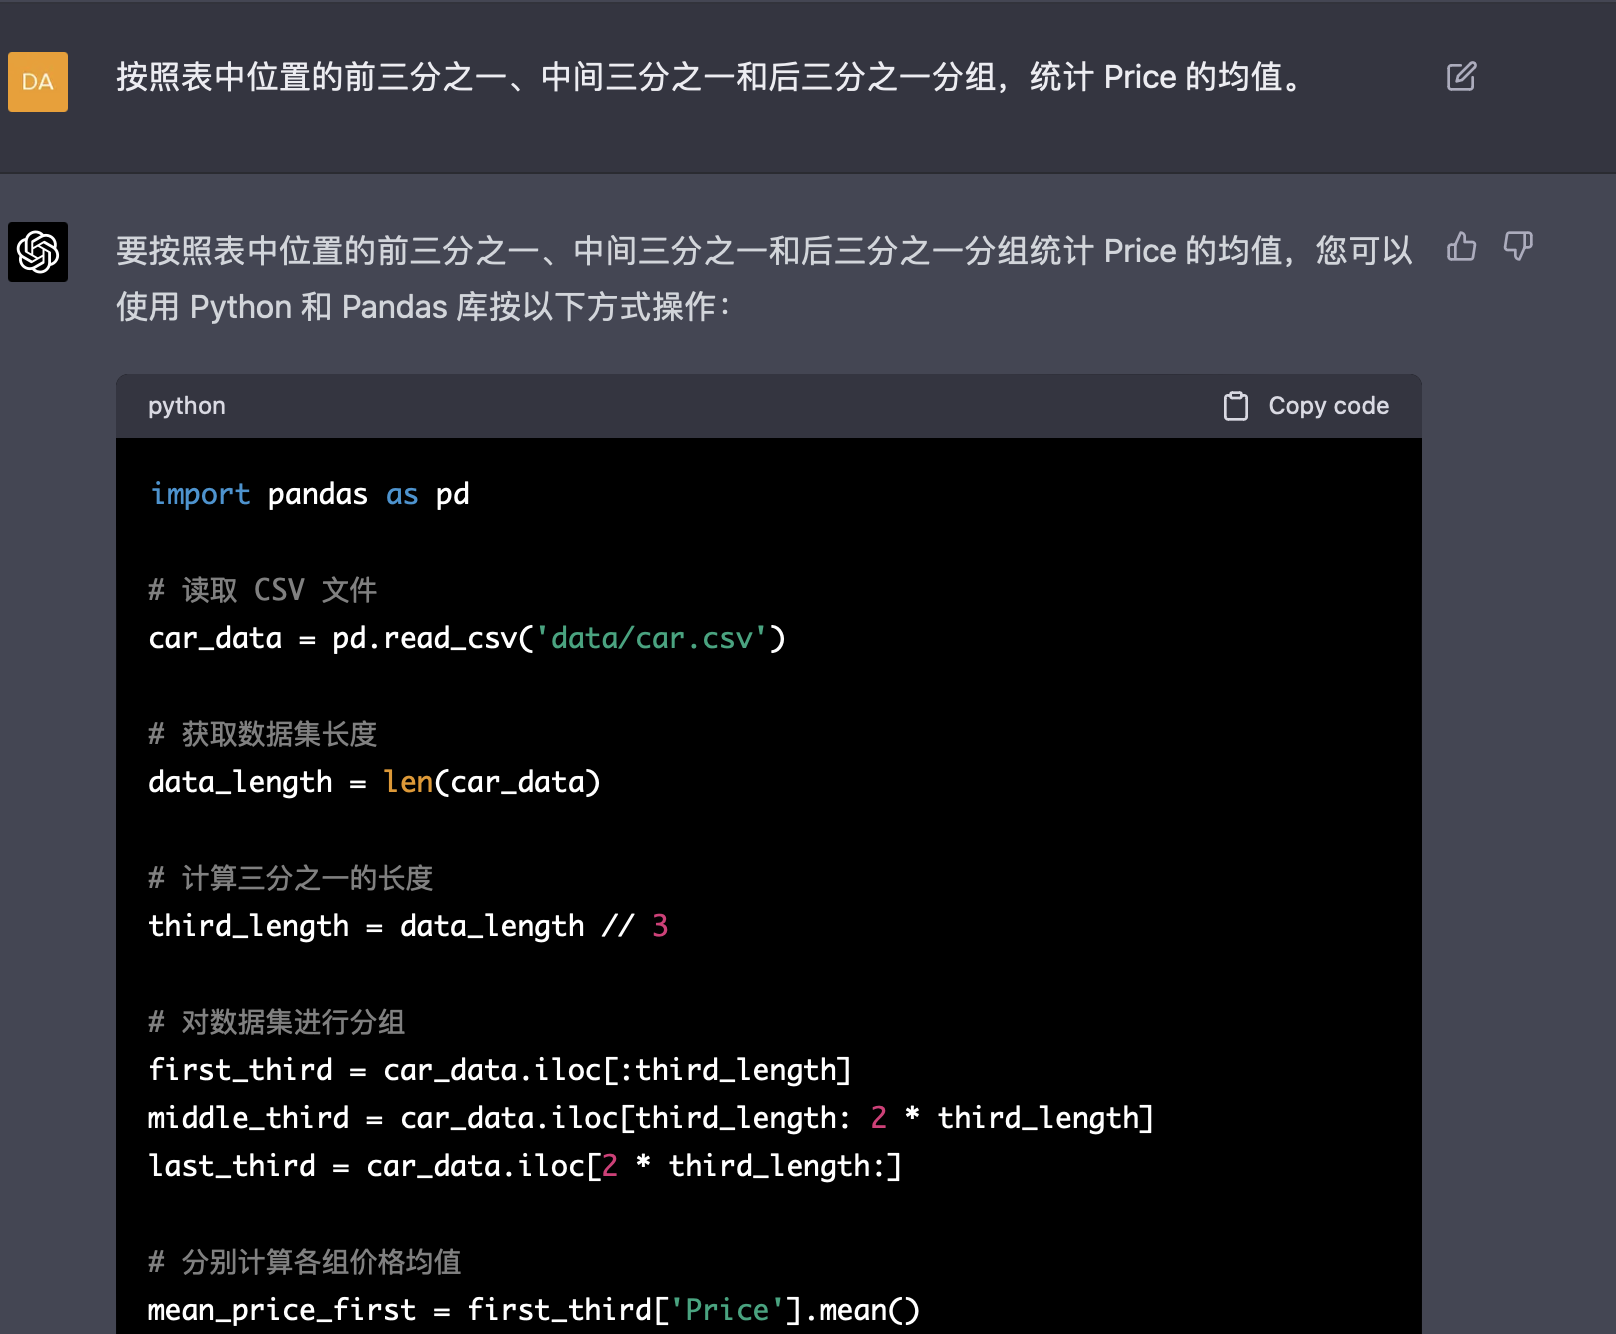 DA
按照表中位置的前三分之一、中间三分之一和后三分之一分组，统计 Price 的均值。
要按照表中位置的前三分之一、中间三分之一和后三分之一分组统计 Price 的均值，您可以
使用 Python 和 Pandas 库按以下方式操作：
python
Copy code
import pandas as pd
# 读取 CSV 文件
car_data = pd.read_csv('data/car.csv')
# 获取数据集长度
data_length = len(car_data)
# 计算三分之一的长度
third_length = data_length // 3
# 对数据集进行分组
first_third = car_data.iloc[:third_length]
middle_third = car_data.iloc[third_length: 2 * third_length]
last_third = car_data.iloc[2 * third_length:]
# 分别计算各组价格均值
mean_price_first = first_third['Price'].mean()